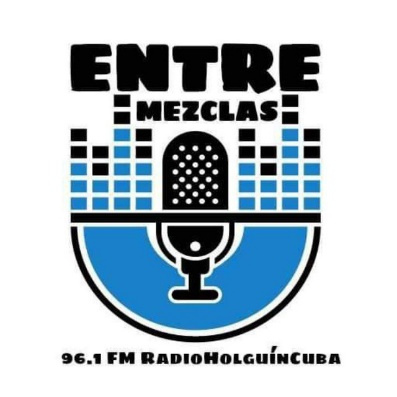 ENTRE
MEZCLAS
96.1 FM RadioHolguínCuba